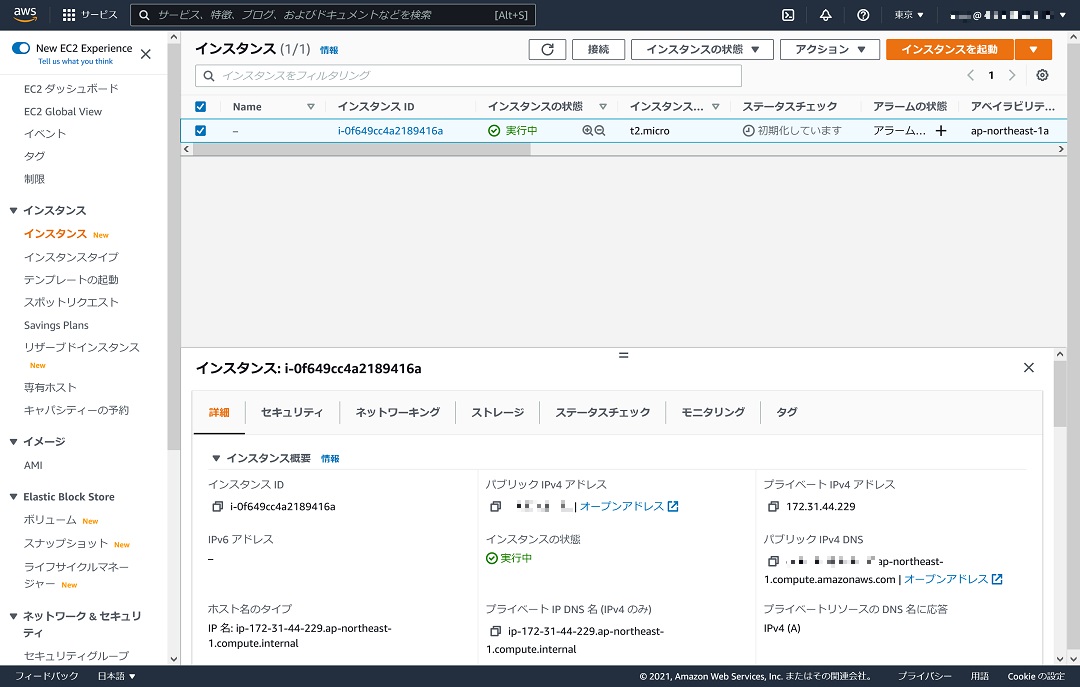 aws
サービス
サービス、特徴、ブログ、およびドキュメントなどを検索 [Alt+S]
東京 ▼
@4
New EC2 Experience
Tell us what you think
EC2 ダッシュボード
EC2 Global View
イベント
タグ
制限
▼ インスタンス
インスタンス New
インスタンスタイプ
テンプレートの起動
スポットリクエスト
Savings Plans
リザーブドインスタンス
New
専有ホスト
キャパシティーの予約
▼ イメージ
AMI
▼ Elastic Block Store
ボリューム New
スナップショット New
ライフサイクルマネー
ジャー New
▼ ネットワーク & セキュリ
ティ
セキュリティグループ
インスタンス (1/1) 情報
接続
インスタンスの状態 ▼
アクション ▼
インスタンスを起動 ▼
インスタンスをフィルタリング
1
Name インスタンス ID インスタンスの状態 インスタンス... ステータスチェック アラームの状態 アベイラビリテ...
– i-0f649cc4a2189416a 実行中 t2.micro 初期化しています アラーム... + ap-northeast-1a
インスタンス: i-0f649cc4a2189416a
詳細 セキュリティ ネットワーキング ストレージ ステータスチェック モニタリング タグ
▼ インスタンス概要 情報
インスタンス ID
i-0f649cc4a2189416a
パブリック IPv4 アドレス
| オープンアドレス
プライベート IPv4 アドレス
172.31.44.229
IPv6 アドレス
–
インスタンスの状態
実行中
パブリック IPv4 DNS
ap-northeast-
1.compute.amazonaws.com | オープンアドレス
ホスト名のタイプ
IP 名: ip-172-31-44-229.ap-northeast-
1.compute.internal
プライベート IP DNS 名 (IPv4 のみ)
ip-172-31-44-229.ap-northeast-
1.compute.internal
プライベートリソースの DNS 名に応答
IPv4 (A)
フィードバック 日本語 ▼
© 2021, Amazon Web Services, Inc. またはその関連会社。 プライバシー 用語 Cookie の設定